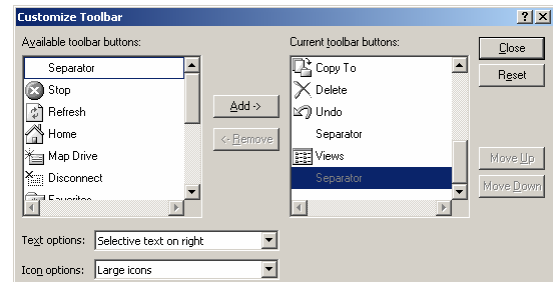 Customize Toolbar
Available toolbar buttons:
Current toolbar buttons:
Close
Reset
Separator
Stop
Refresh
Home
Map Drive
Disconnect
Favorites
Add ->
<- Remove
Copy To
Delete
Undo
Separator
Views
Separator
Move Up
Move Down
Text options:
Selective text on right
Icon options:
Large icons